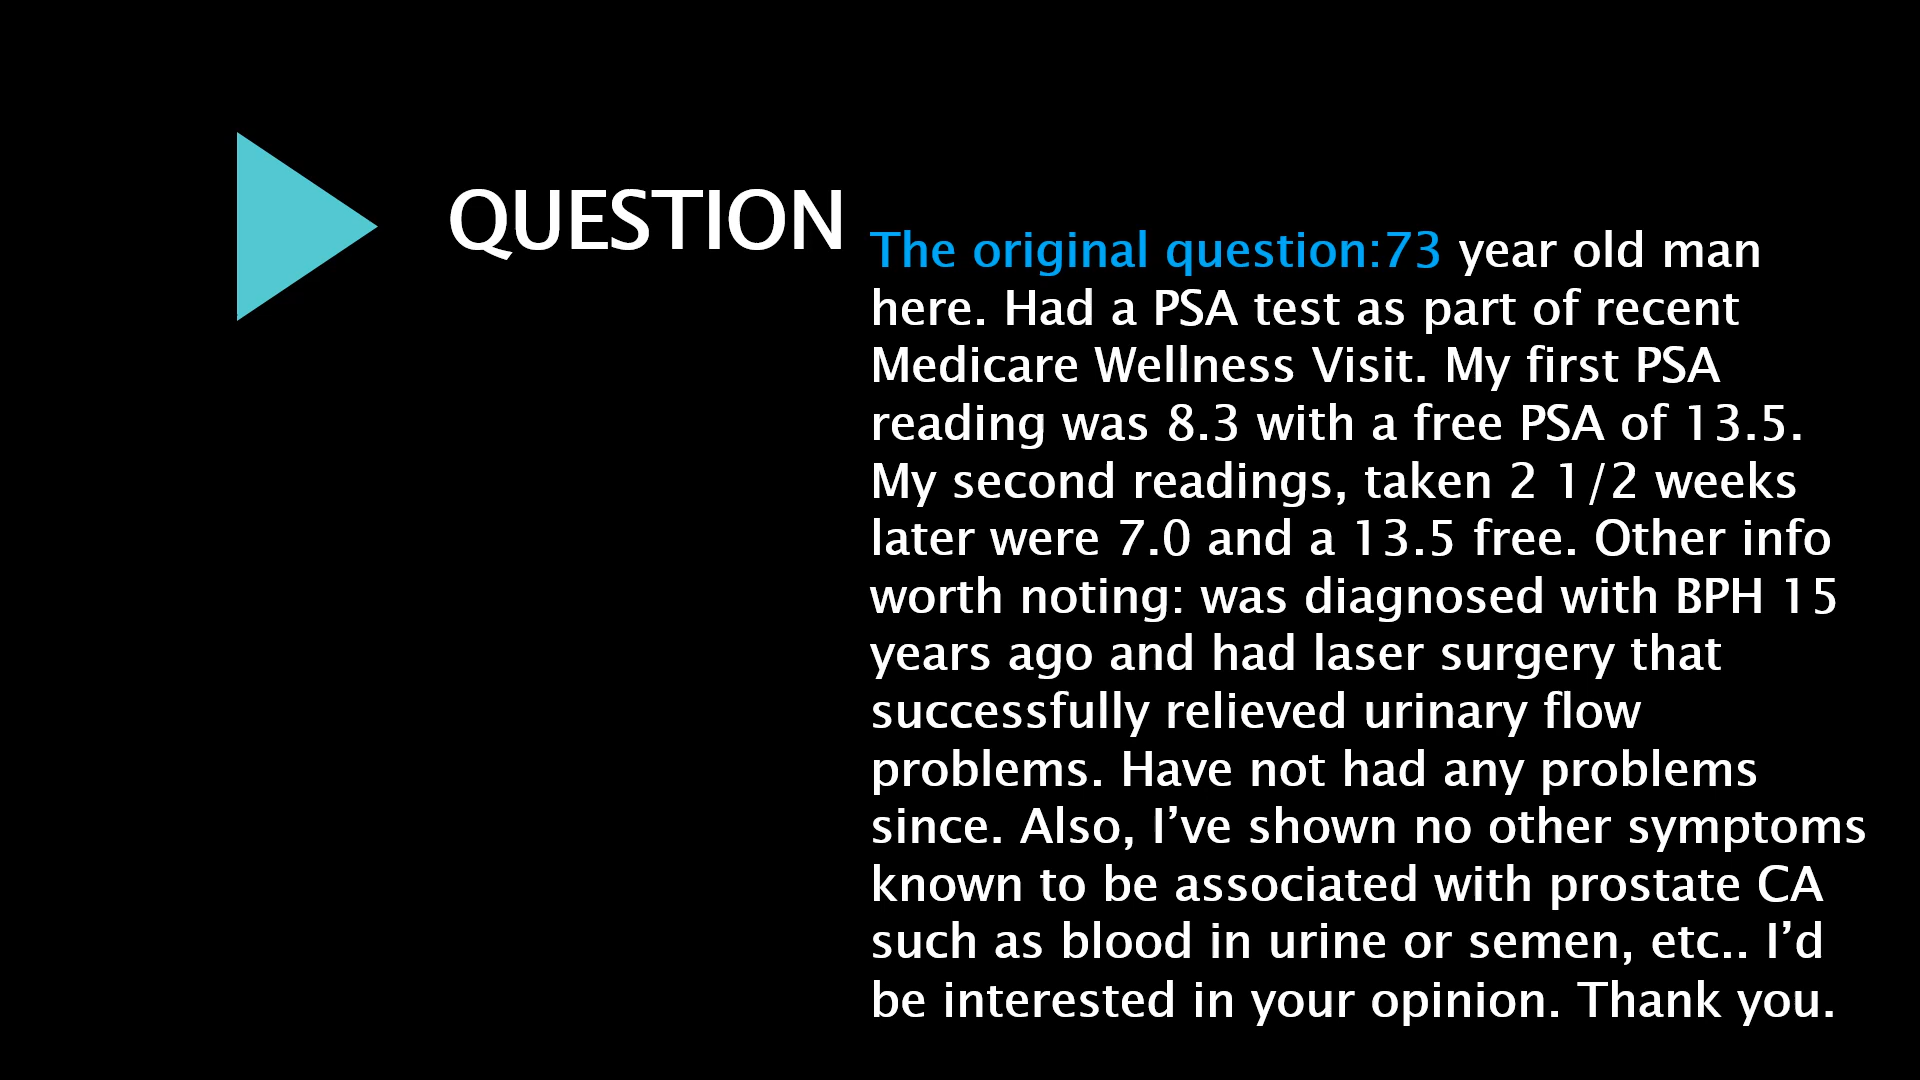 QUESTION
The original question:73 year old man
here. Had a PSA test as part of recent
Medicare Wellness Visit. My first PSA
reading was 8.3 with a free PSA of 13.5.
My second readings, taken 2 1/2 weeks
later were 7.0 and a 13.5 free. Other info
worth noting: was diagnosed with BPH 15
years ago and had laser surgery that
successfully relieved urinary flow
problems. Have not had any problems
since. Also, I’ve shown no other symptoms
known to be associated with prostate CA
such as blood in urine or semen, etc.. I’d
be interested in your opinion. Thank you.